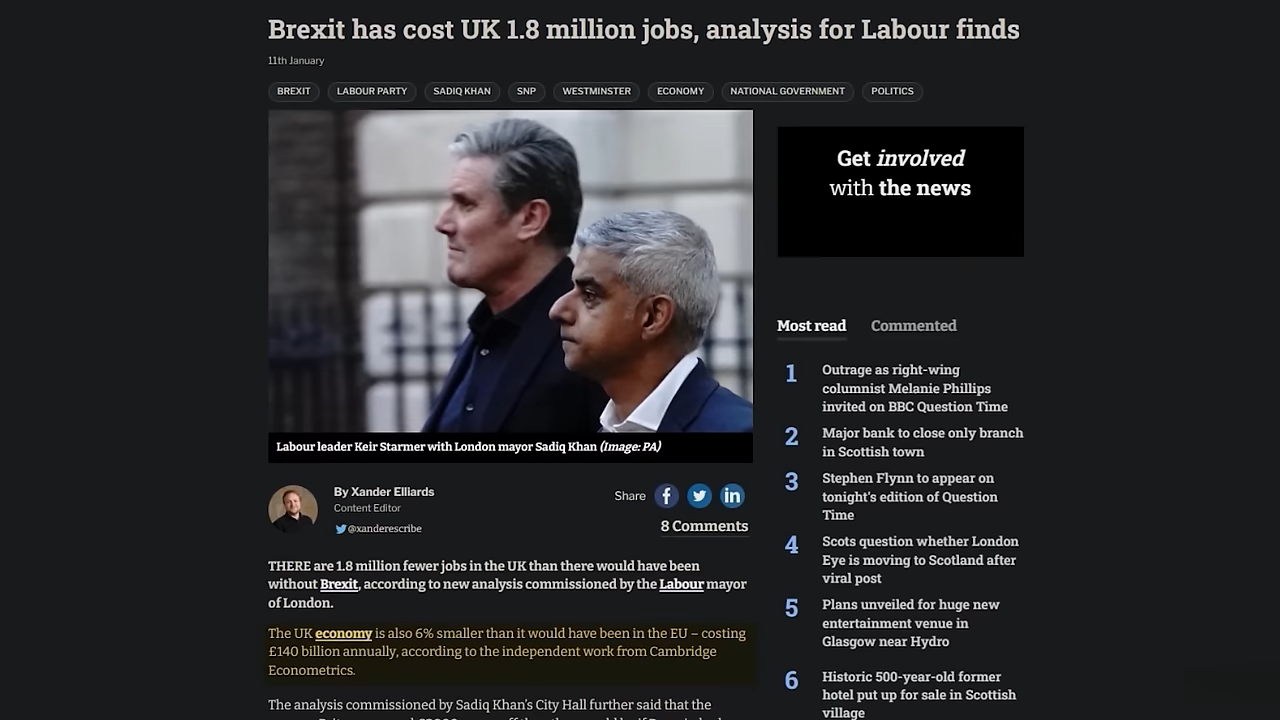 Brexit has cost UK 1.8 million jobs, analysis for Labour finds
11th January
BREXIT
LABOUR PARTY
SADIQ KHAN
SNP
WESTMINSTER
ECONOMY
NATIONAL GOVERNMENT
POLITICS
Labour leader Keir Starmer with London mayor Sadiq Khan (Image: PA)
By Xander Elliards
Content Editor
@xanderescribe
Share
8 Comments
THERE are 1.8 million fewer jobs in the UK than there would have been
without Brexit, according to new analysis commissioned by the Labour mayor
of London.
The UK economy is also 6% smaller than it would have been in the EU – costing
£140 billion annually, according to the independent work from Cambridge
Econometrics.
The analysis commissioned by Sadiq Khan's City Hall further said that the
Get involved
with the news
Most read
Commented
1
Outrage as right-wing
columnist Melanie Phillips
invited on BBC Question Time
2
Major bank to close only branch
in Scottish town
3
Stephen Flynn to appear on
tonight's edition of Question
Time
4
Scots question whether London
Eye is moving to Scotland after
viral post
5
Plans unveiled for huge new
entertainment venue in
Glasgow near Hydro
6
Historic 500-year-old former
hotel put up for sale in Scottish
village